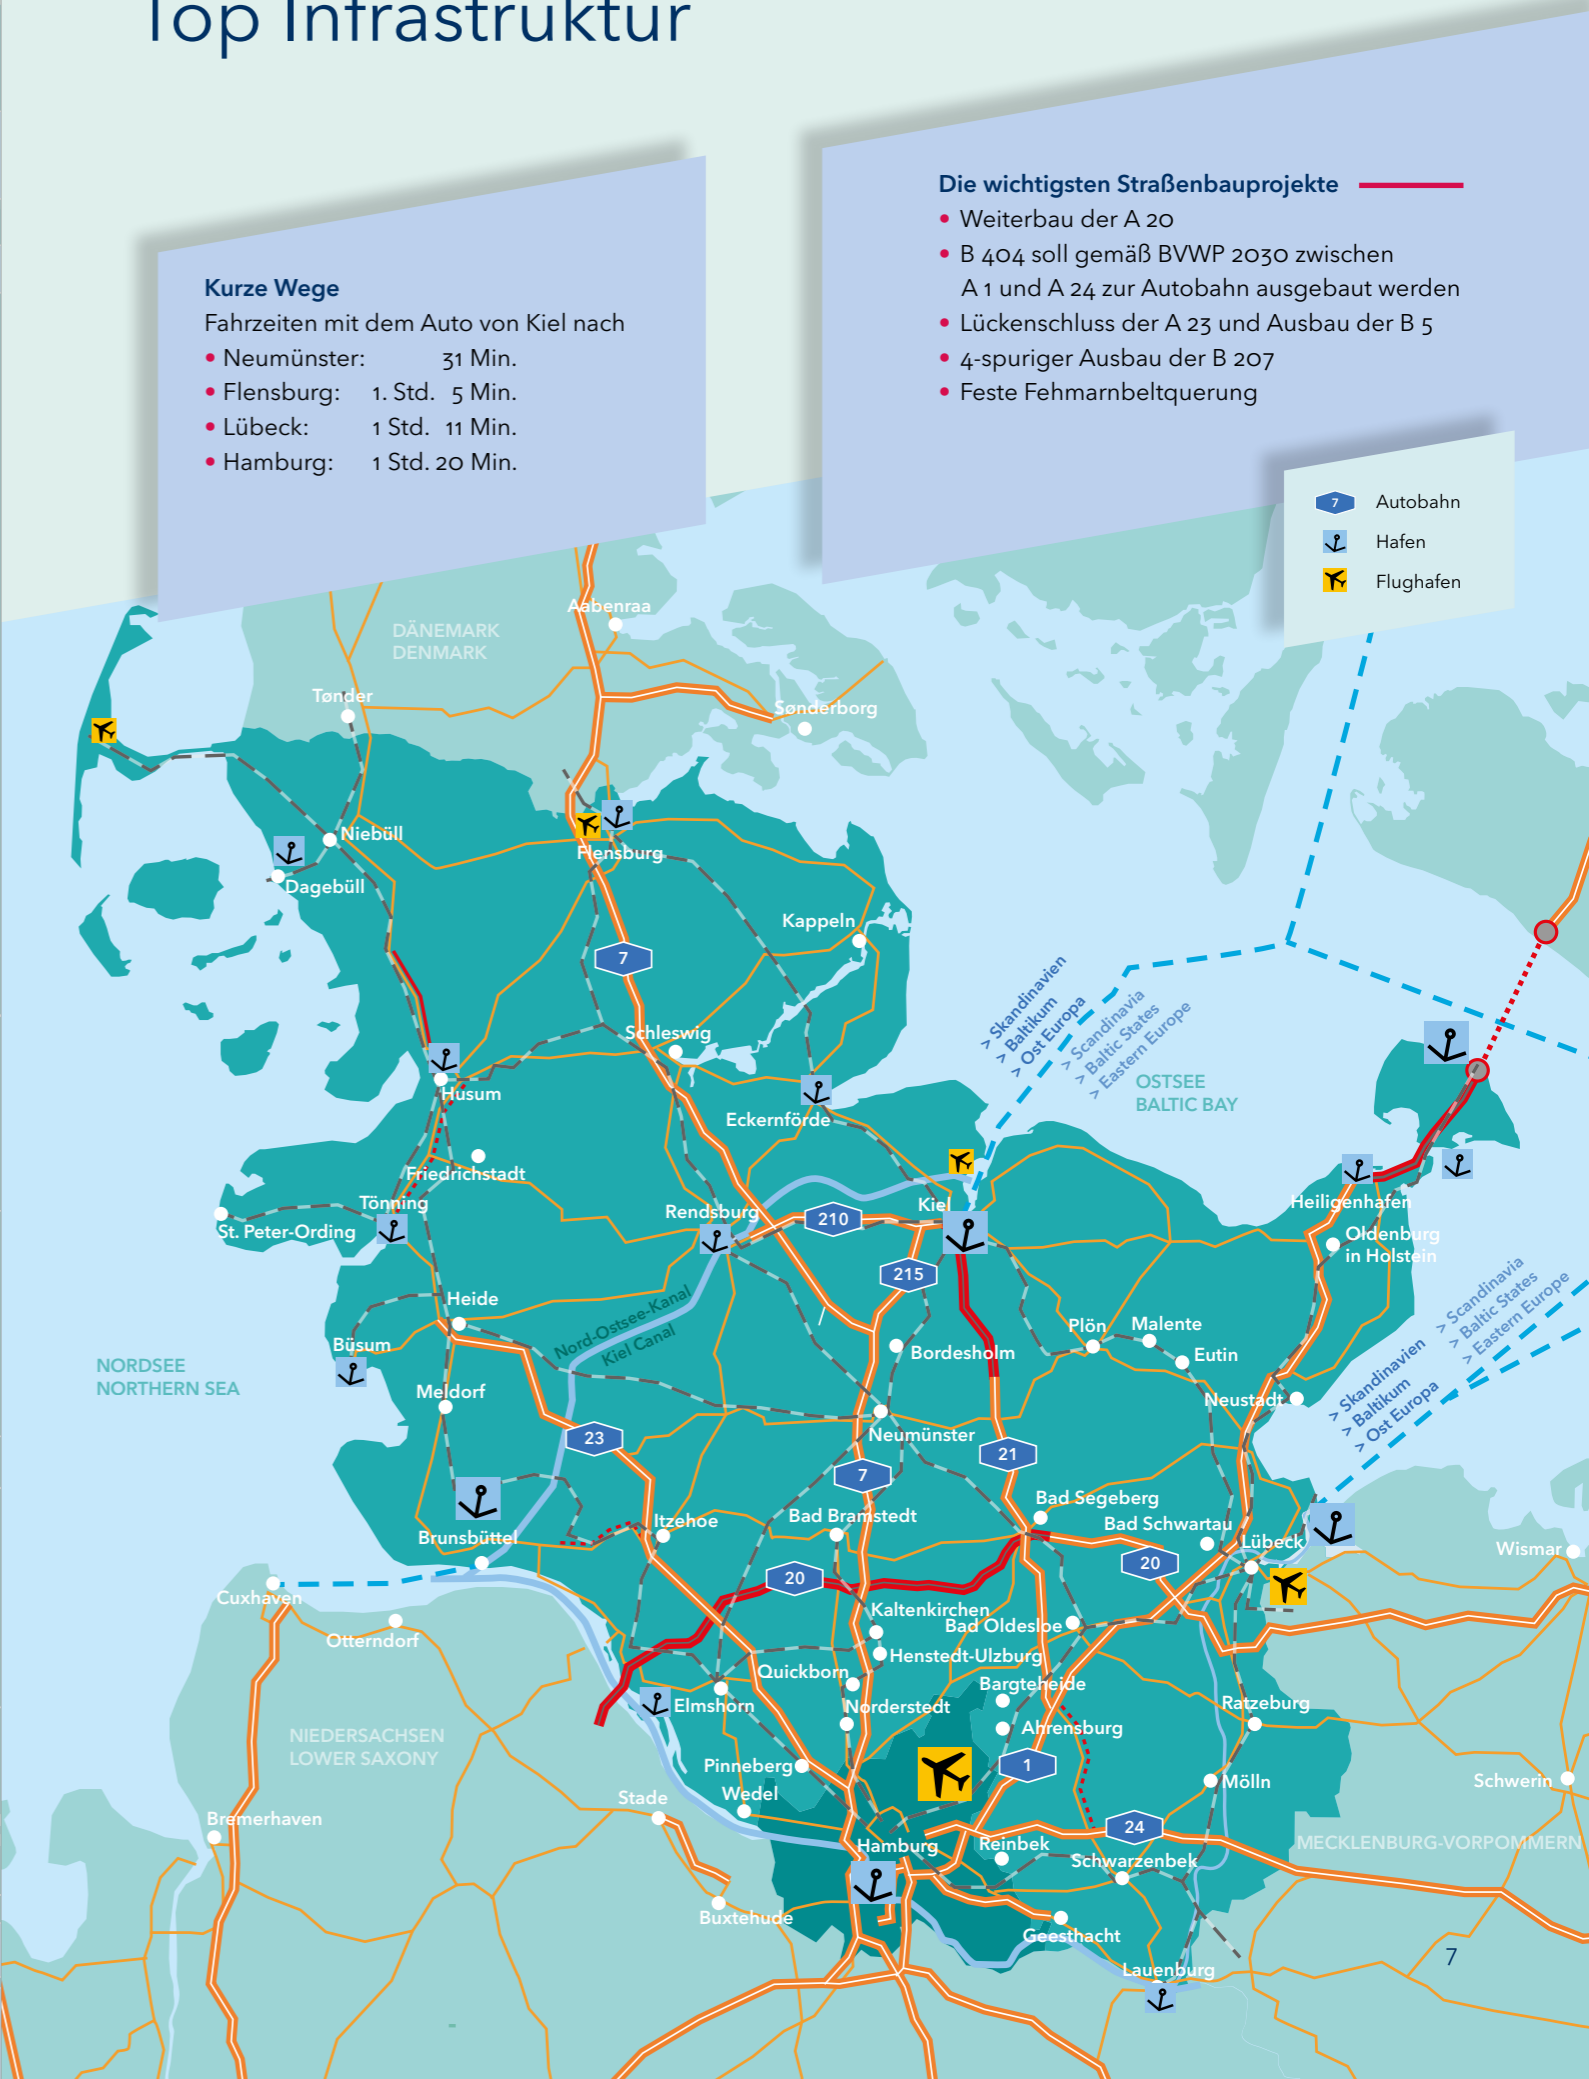 Top Infrastruktur
Die wichtigsten Straßenbauprojekte
• Weiterbau der A 20
• B 404 soll gemäß BVWP 2030 zwischen
A 1 und A 24 zur Autobahn ausgebaut werden
• Lückenschluss der A 23 und Ausbau der B 5
• 4-spuriger Ausbau der B 207
• Feste Fehmarnbeltquerung
Kurze Wege
Fahrzeiten mit dem Auto von Kiel nach
• Neumünster: 31 Min.
• Flensburg: 1. Std. 5 Min.
• Lübeck: 1 Std. 11 Min.
• Hamburg: 1 Std. 20 Min.
7 Autobahn
Hafen
Flughafen
Aabenraa
DÄNEMARK
DENMARK
Tønder
Sønderborg
Niebüll
Flensburg
Dagebüll
Kappeln
7
> Skandinavien
> Baltikum
> Ost Europa
> Scandinavia
> Baltic States
> Eastern Europe
Schleswig
OSTSEE
BALTIC BAY
Husum
Eckernförde
Friedrichstadt
Tönning
Rendsburg
210
Kiel
Heiligenhafen
St. Peter-Ording
Oldenburg
in Holstein
215
Heide
Nord-Ostsee-Kanal
Kiel Canal
Büsum
Plön
Malente
Bordesholm
Eutin
> Skandinavien
> Baltikum
> Ost Europa
> Scandinavia
> Baltic States
> Eastern Europe
NORDSEE
NORTHERN SEA
Meldorf
Neustadt
23
Neumünster
21
7
Bad Segeberg
Brunsbüttel
Itzehoe
Bad Bramstedt
Bad Schwartau
Lübeck
Wismar
20
20
Cuxhaven
Otterndorf
Kaltenkirchen
Bad Oldesloe
Henstedt-Ulzburg
Quickborn
Bargteheide
Elmshorn
Norderstedt
Ratzeburg
Ahrensburg
NIEDERSACHSEN
LOWER SAXONY
Pinneberg
1
Mölln
Schwerin
Stade
Wedel
Bremerhaven
24
Hamburg
Reinbek
MECKLENBURG-VORPOMMERN
Schwarzenbek
Buxtehude
Geesthacht
7
Lauenburg